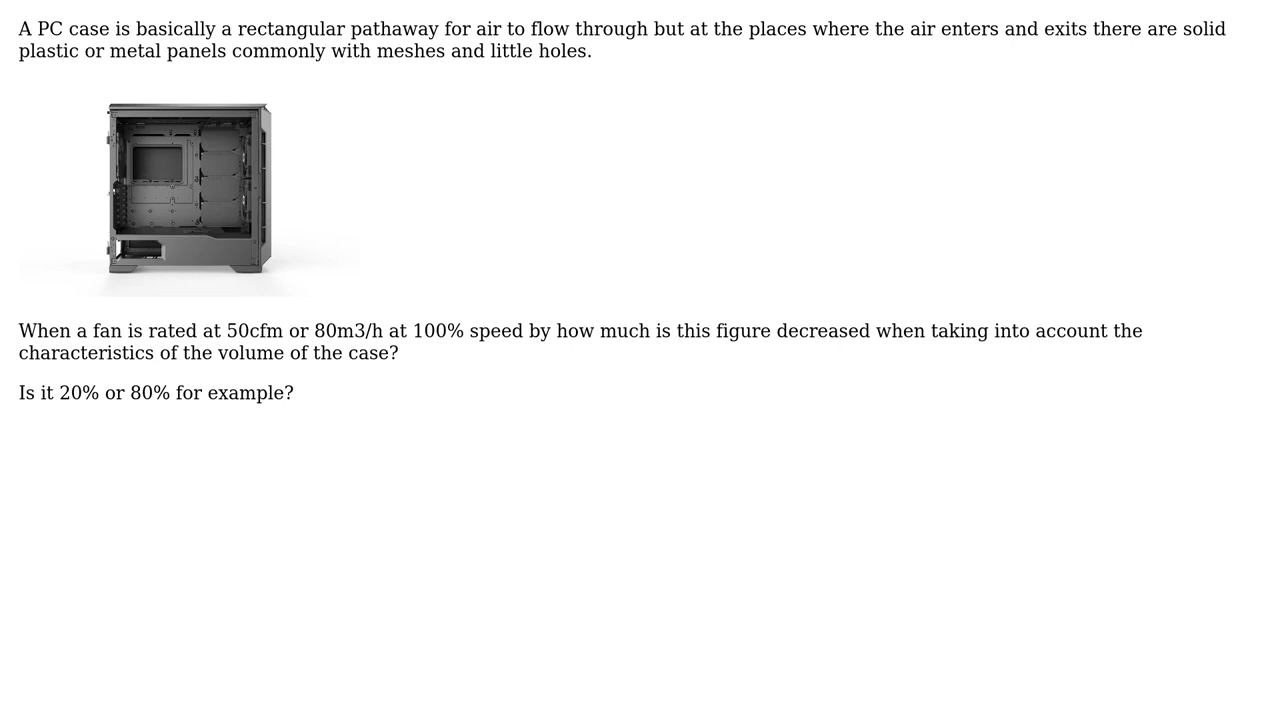 A PC case is basically a rectangular pathaway for air to flow through but at the places where the air enters and exits there are solid
plastic or metal panels commonly with meshes and little holes.
When a fan is rated at 50cfm or 80m3/h at 100% speed by how much is this figure decreased when taking into account the
characteristics of the volume of the case?
Is it 20% or 80% for example?